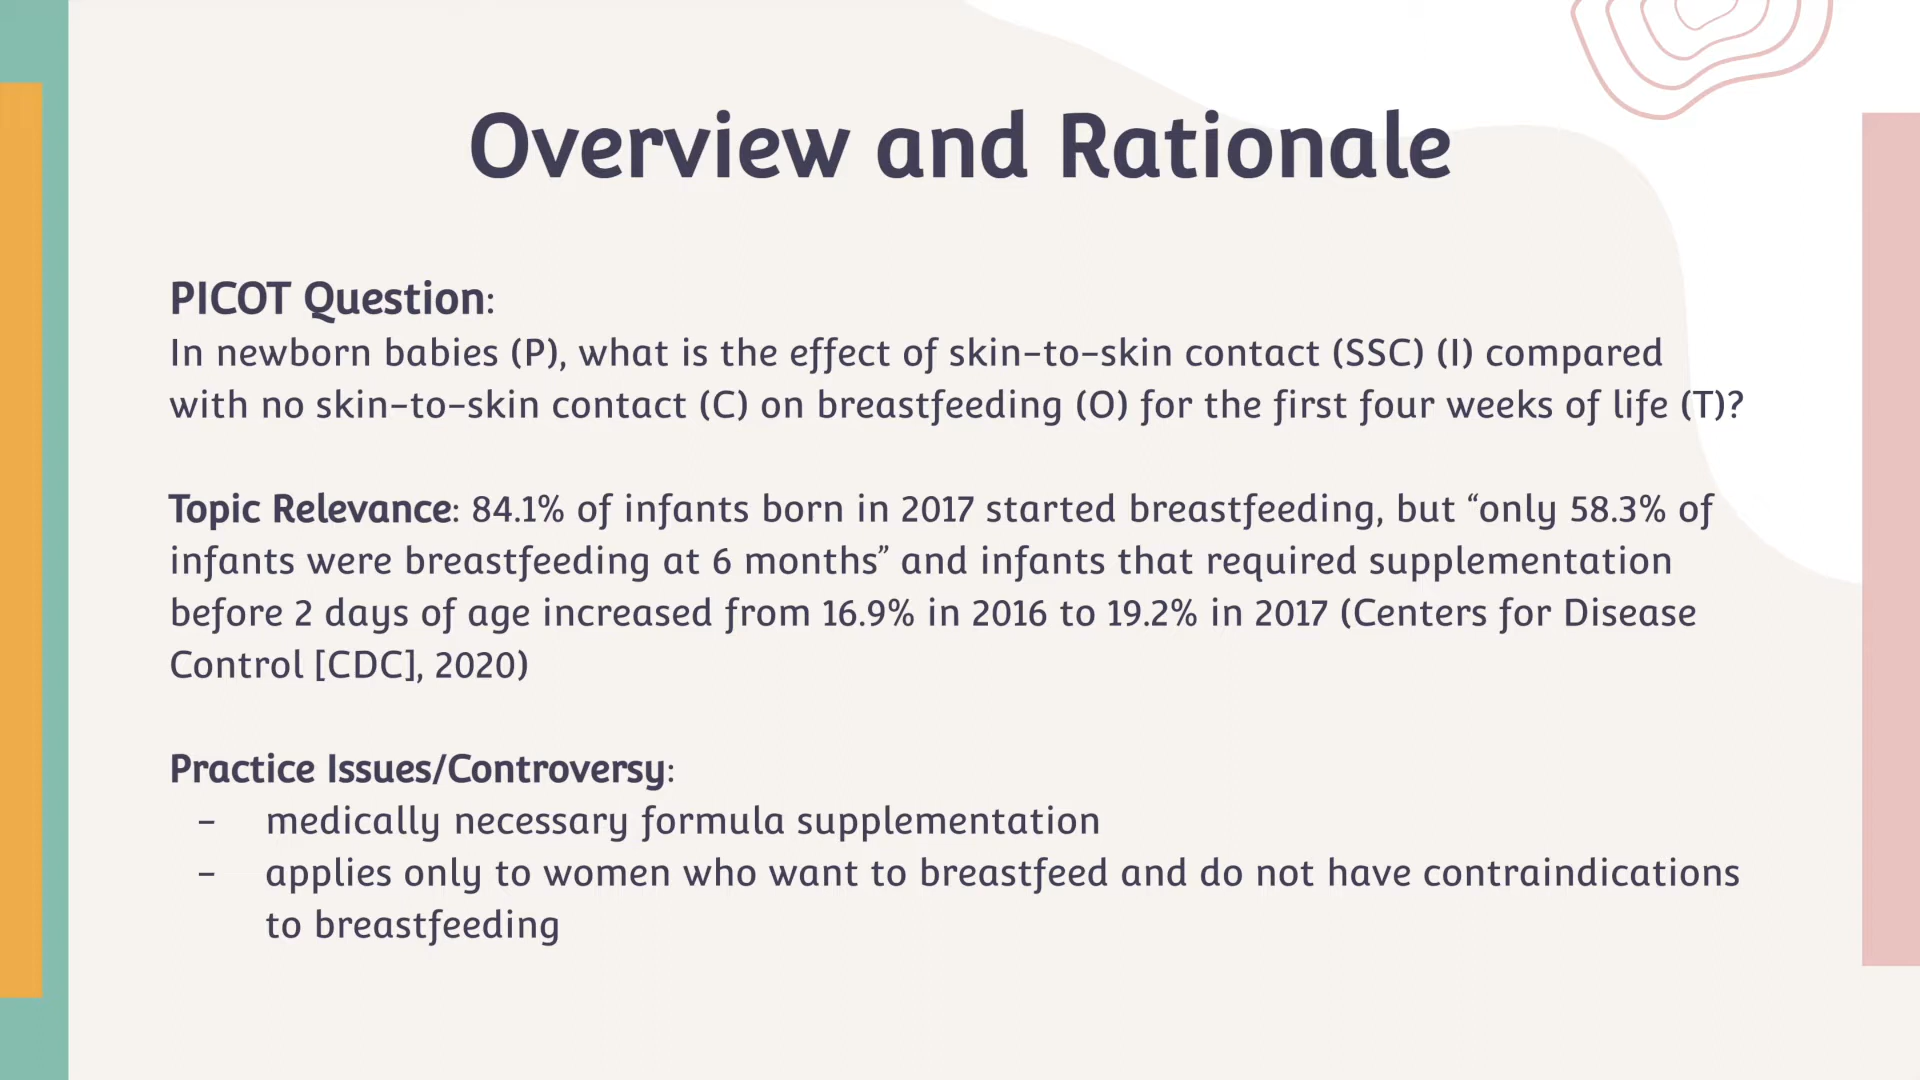 Overview and Rationale
PICOT Question:
In newborn babies (P), what is the effect of skin-to-skin contact (SSC) (I) compared
with no skin-to-skin contact (C) on breastfeeding (O) for the first four weeks of life (T)?
Topic Relevance: 84.1% of infants born in 2017 started breastfeeding, but “only 58.3% of
infants were breastfeeding at 6 months” and infants that required supplementation
before 2 days of age increased from 16.9% in 2016 to 19.2% in 2017 (Centers for Disease
Control [CDC], 2020)
Practice Issues/Controversy:
- medically necessary formula supplementation
- applies only to women who want to breastfeed and do not have contraindications
to breastfeeding